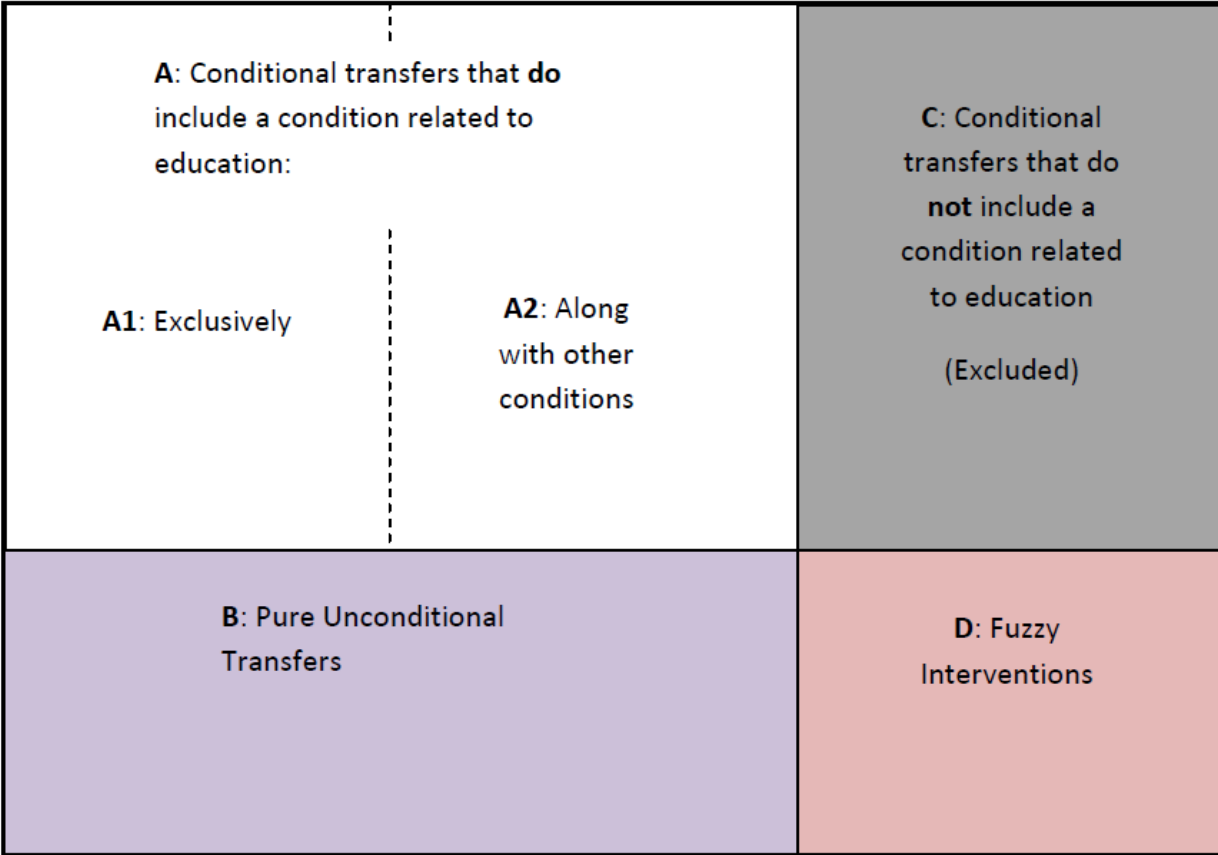 A: Conditional transfers that do
include a condition related to
education:
A1: Exclusively
A2: Along
with other
conditions
C: Conditional
transfers that do
not include a
condition related
to education
(Excluded)
B: Pure Unconditional
Transfers
D: Fuzzy
Interventions